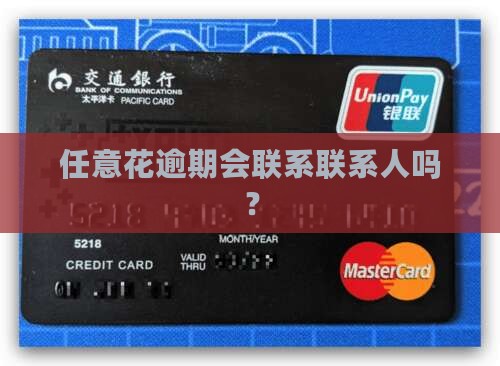 交通銀行
BANK OF COMMUNICATIONS
太平洋卡 PACIFIC CARD
UnionPay
银联
任意花逾期会联系联系人吗
?
5218
MONTH/YEAR
CREDIT CARD
VALID
THRU
MasterCard